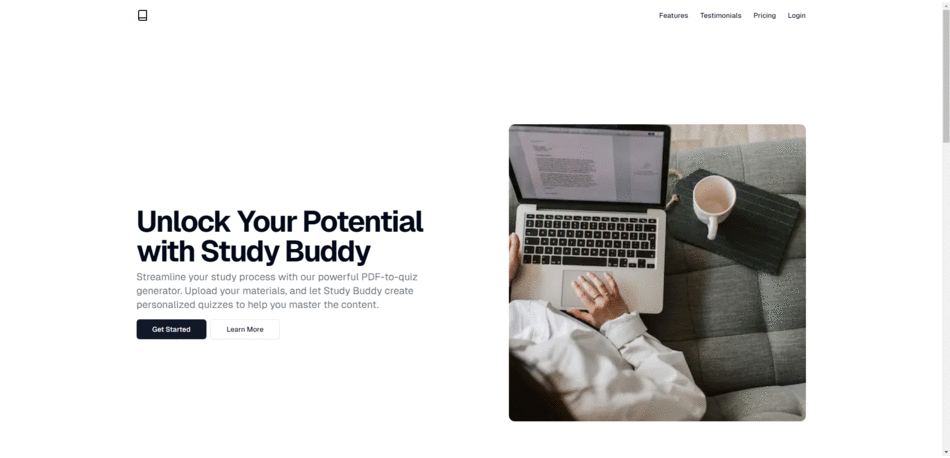 Features Testimonials Pricing Login
Unlock Your Potential
with Study Buddy
Streamline your study process with our powerful PDF-to-quiz
generator. Upload your materials, and let Study Buddy create
personalized quizzes to help you master the content.
Get Started Learn More